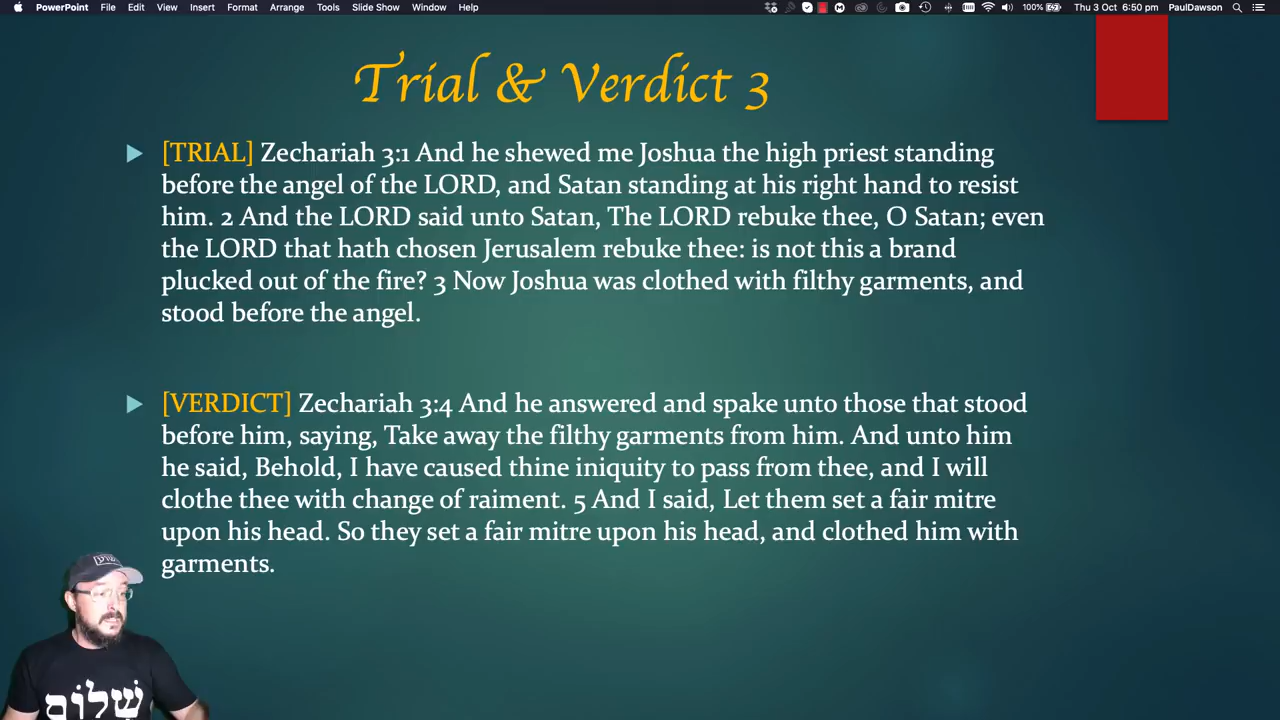 PowerPoint File Edit View Insert Format Arrange Tools Slide Show Window Help 100% Thu 3 Oct 6:50 pm PaulDawson
Trial & Verdict 3
[TRIAL] Zechariah 3:1 And he shewed me Joshua the high priest standing
before the angel of the LORD, and Satan standing at his right hand to resist
him. 2 And the LORD said unto Satan, The LORD rebuke thee, O Satan; even
the LORD that hath chosen Jerusalem rebuke thee: is not this a brand
plucked out of the fire? 3 Now Joshua was clothed with filthy garments, and
stood before the angel.
[VERDICT] Zechariah 3:4 And he answered and spake unto those that stood
before him, saying, Take away the filthy garments from him. And unto him
he said, Behold, I have caused thine iniquity to pass from thee, and I will
clothe thee with change of raiment. 5 And I said, Let them set a fair mitre
upon his head. So they set a fair mitre upon his head, and clothed him with
garments.
שָׁלוֹם